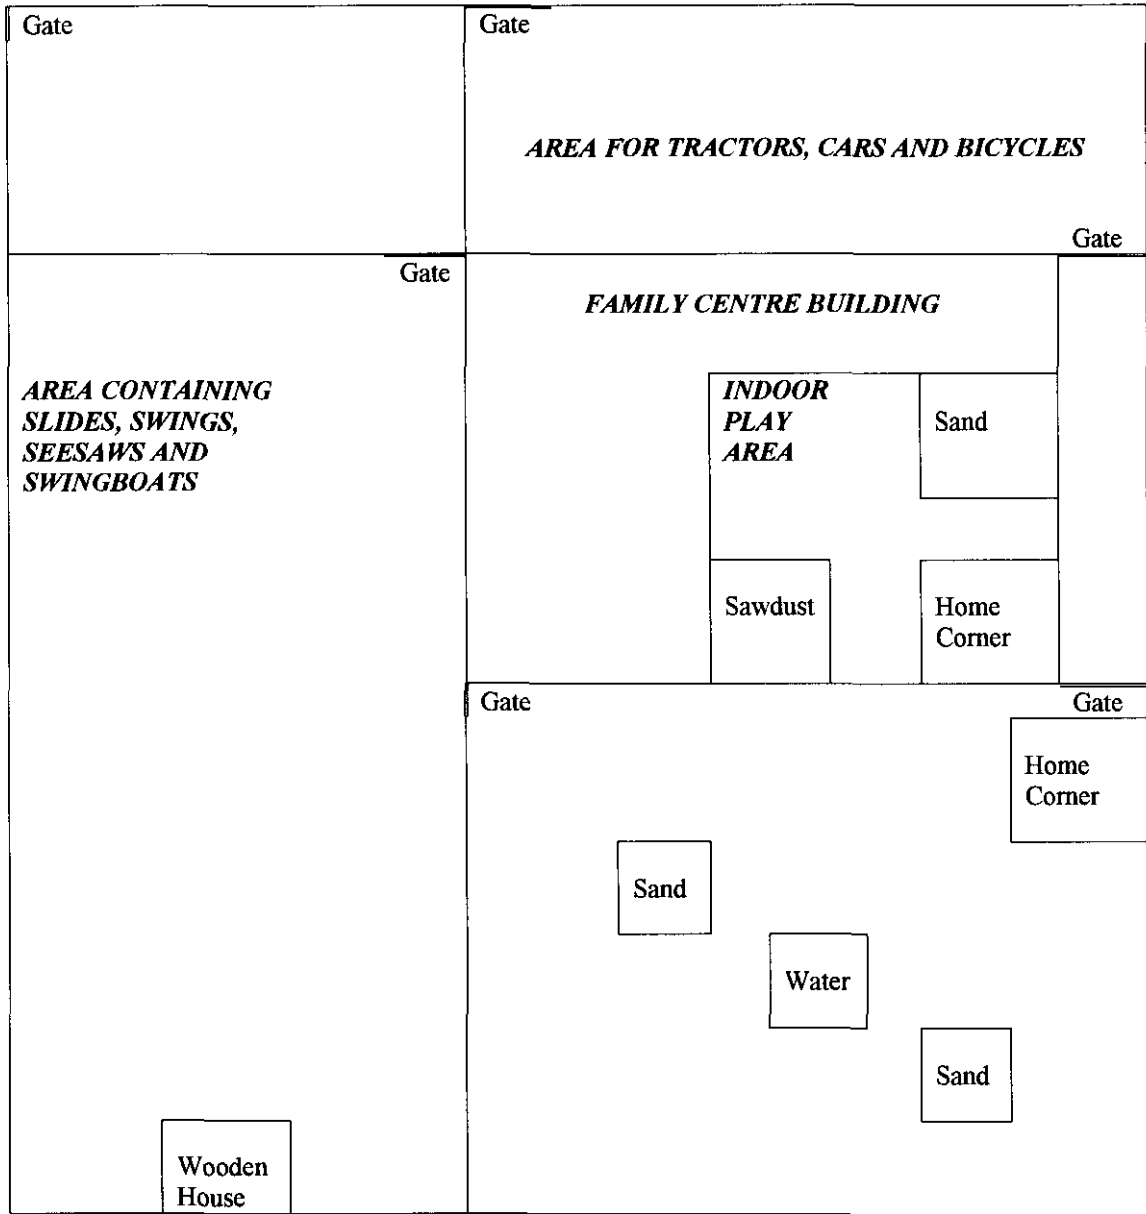 Gate
Gate
AREA FOR TRACTORS, CARS AND BICYCLES
Gate
Gate
FAMILY CENTRE BUILDING
AREA CONTAINING
SLIDES, SWINGS,
SEESAWS AND
SWINGBOATS
INDOOR
PLAY
AREA
Sand
Sawdust
Home
Corner
Gate
Gate
Home
Corner
Sand
Water
Sand
Wooden
House